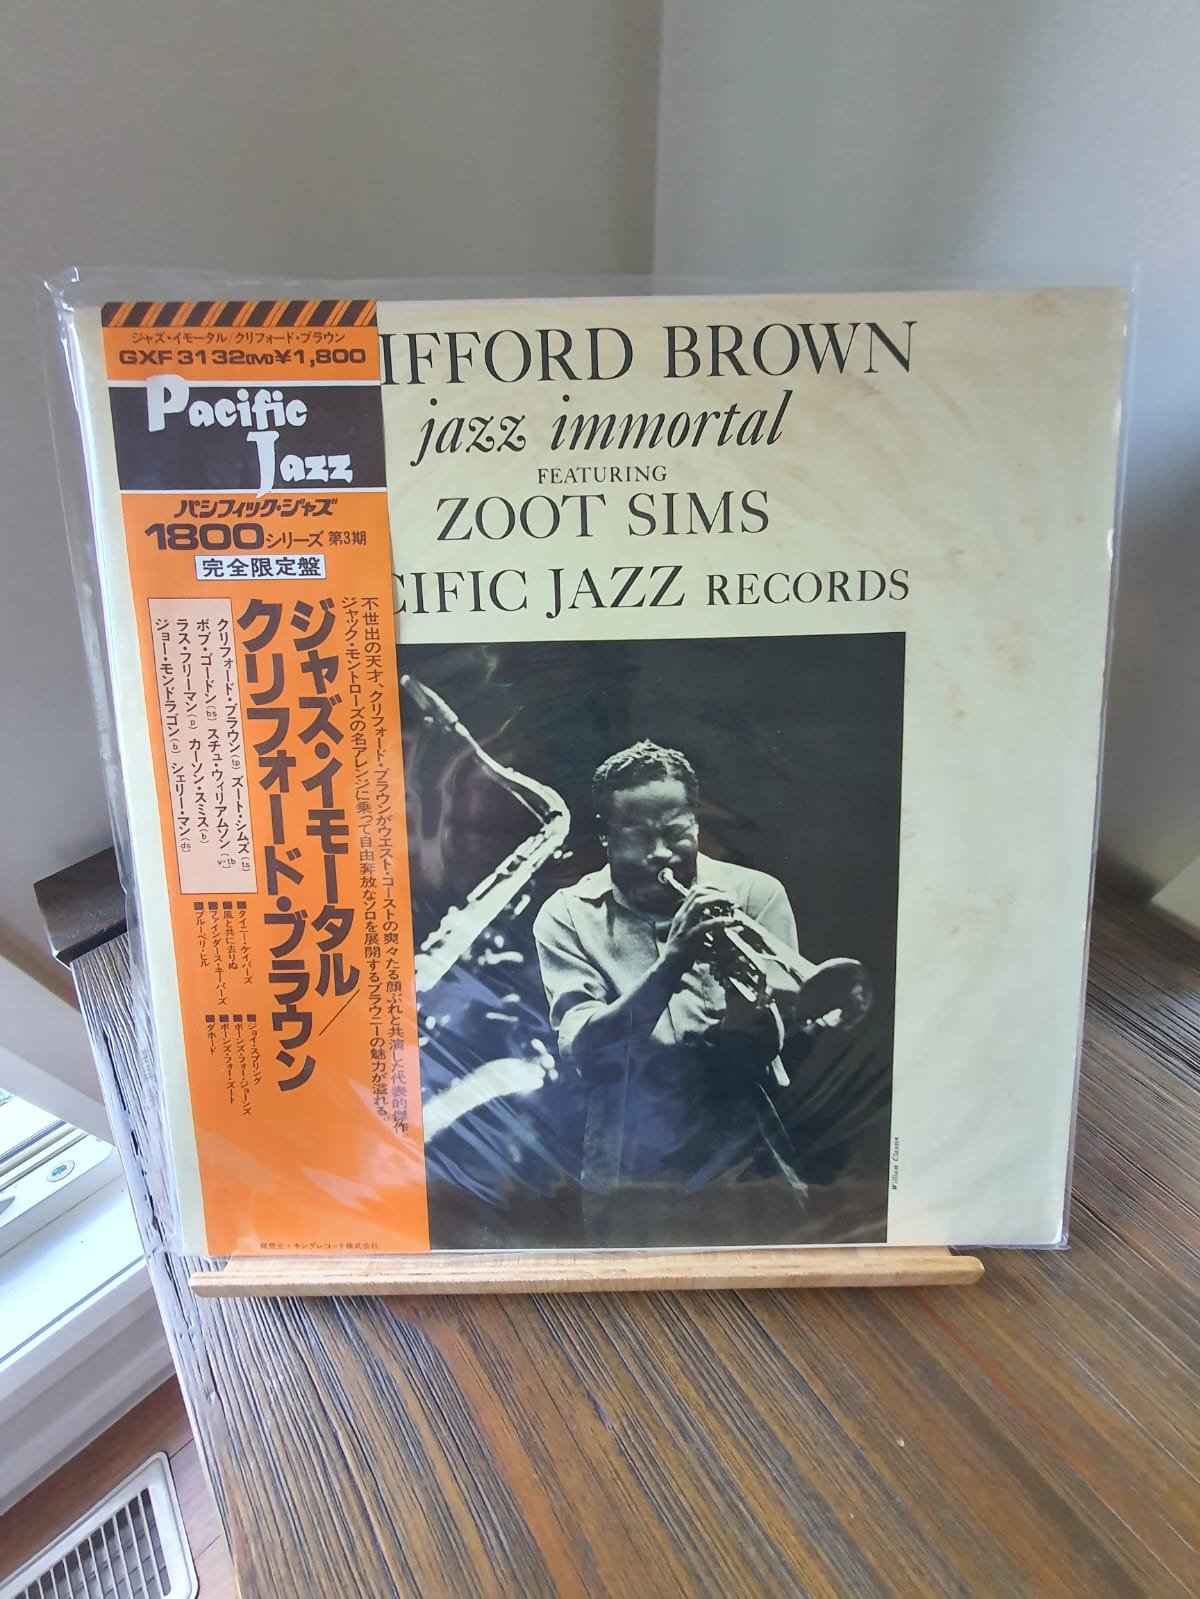 ジャズ・イモータル/クリフォード・ブラウン
GXF 3132(M)¥1,800
Pacific
Jazz
パシフィック・ジャズ
1800シリーズ 第3期
完全限定盤
不世出の天才、クリフォード・ブラウンがウエスト・コーストの爽々たる顔ぶれと共演した代表的傑作。
ジャック・モントローズの名アレンジに乗って自由奔放なソロを展開するブラウニーの魅力が溢れる。
ジャズ・イモータル/
クリフォード・ブラウン
クリフォード・ブラウン(tp) ズート・シムズ(ts)
ボブ・ゴードン(bs) スチュ・ウィリアムソン(v-tb)
ラス・フリーマン(p) カーソン・スミス(b)
ジョー・モンドラゴン(b) シェリー・マン(ds)
■タイニー・ケイパーズ
■風と共に去りぬ
■ファインダース・キーパーズ
■ブルーベリ・ヒル
■ジョイ・スプリング
■ボーンズ・フォー・ジョーンズ
■ボーンズ・フォー・ズート
■ダホード
発売元・キングレコード株式会社
IFFORD BROWN
jazz immortal
FEATURING
ZOOT SIMS
CIFIC JAZZ RECORDS
William Claxton